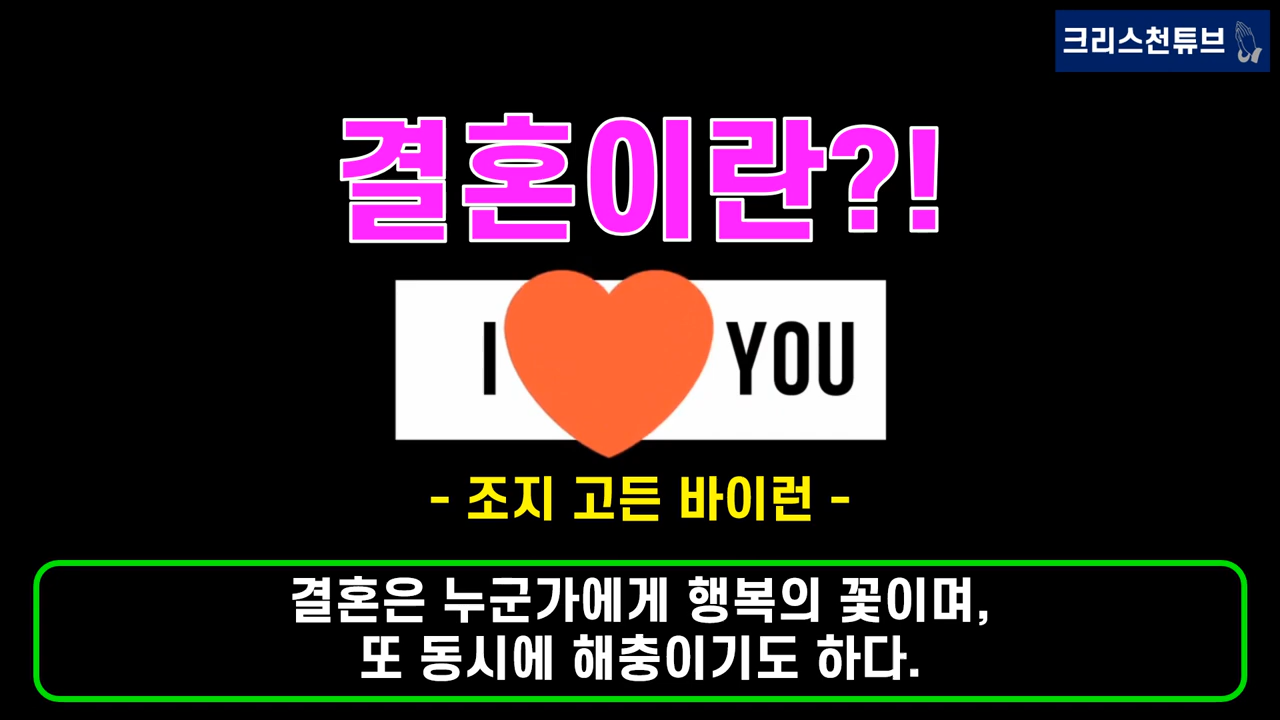 크리스천튜브
결혼이란?!
I YOU
- 조지 고든 바이런 -
결혼은 누군가에게 행복의 꽃이며,
또 동시에 해충이기도 하다.